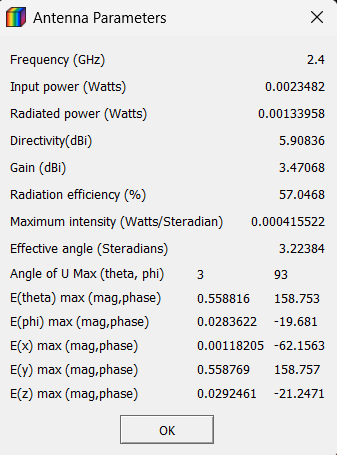 Antenna Parameters
Frequency (GHz) 2.4
Input power (Watts) 0.0023482
Radiated power (Watts) 0.00133958
Directivity(dBi) 5.90836
Gain (dBi) 3.47068
Radiation efficiency (%) 57.0468
Maximum intensity (Watts/Steradian) 0.000415522
Effective angle (Steradians) 3.22384
Angle of U Max (theta, phi) 3 93
E(theta) max (mag,phase) 0.558816 158.753
E(phi) max (mag,phase) 0.0283622 -19.681
E(x) max (mag,phase) 0.00118205 -62.1563
E(y) max (mag,phase) 0.558769 158.757
E(z) max (mag,phase) 0.0292461 -21.2471
OK